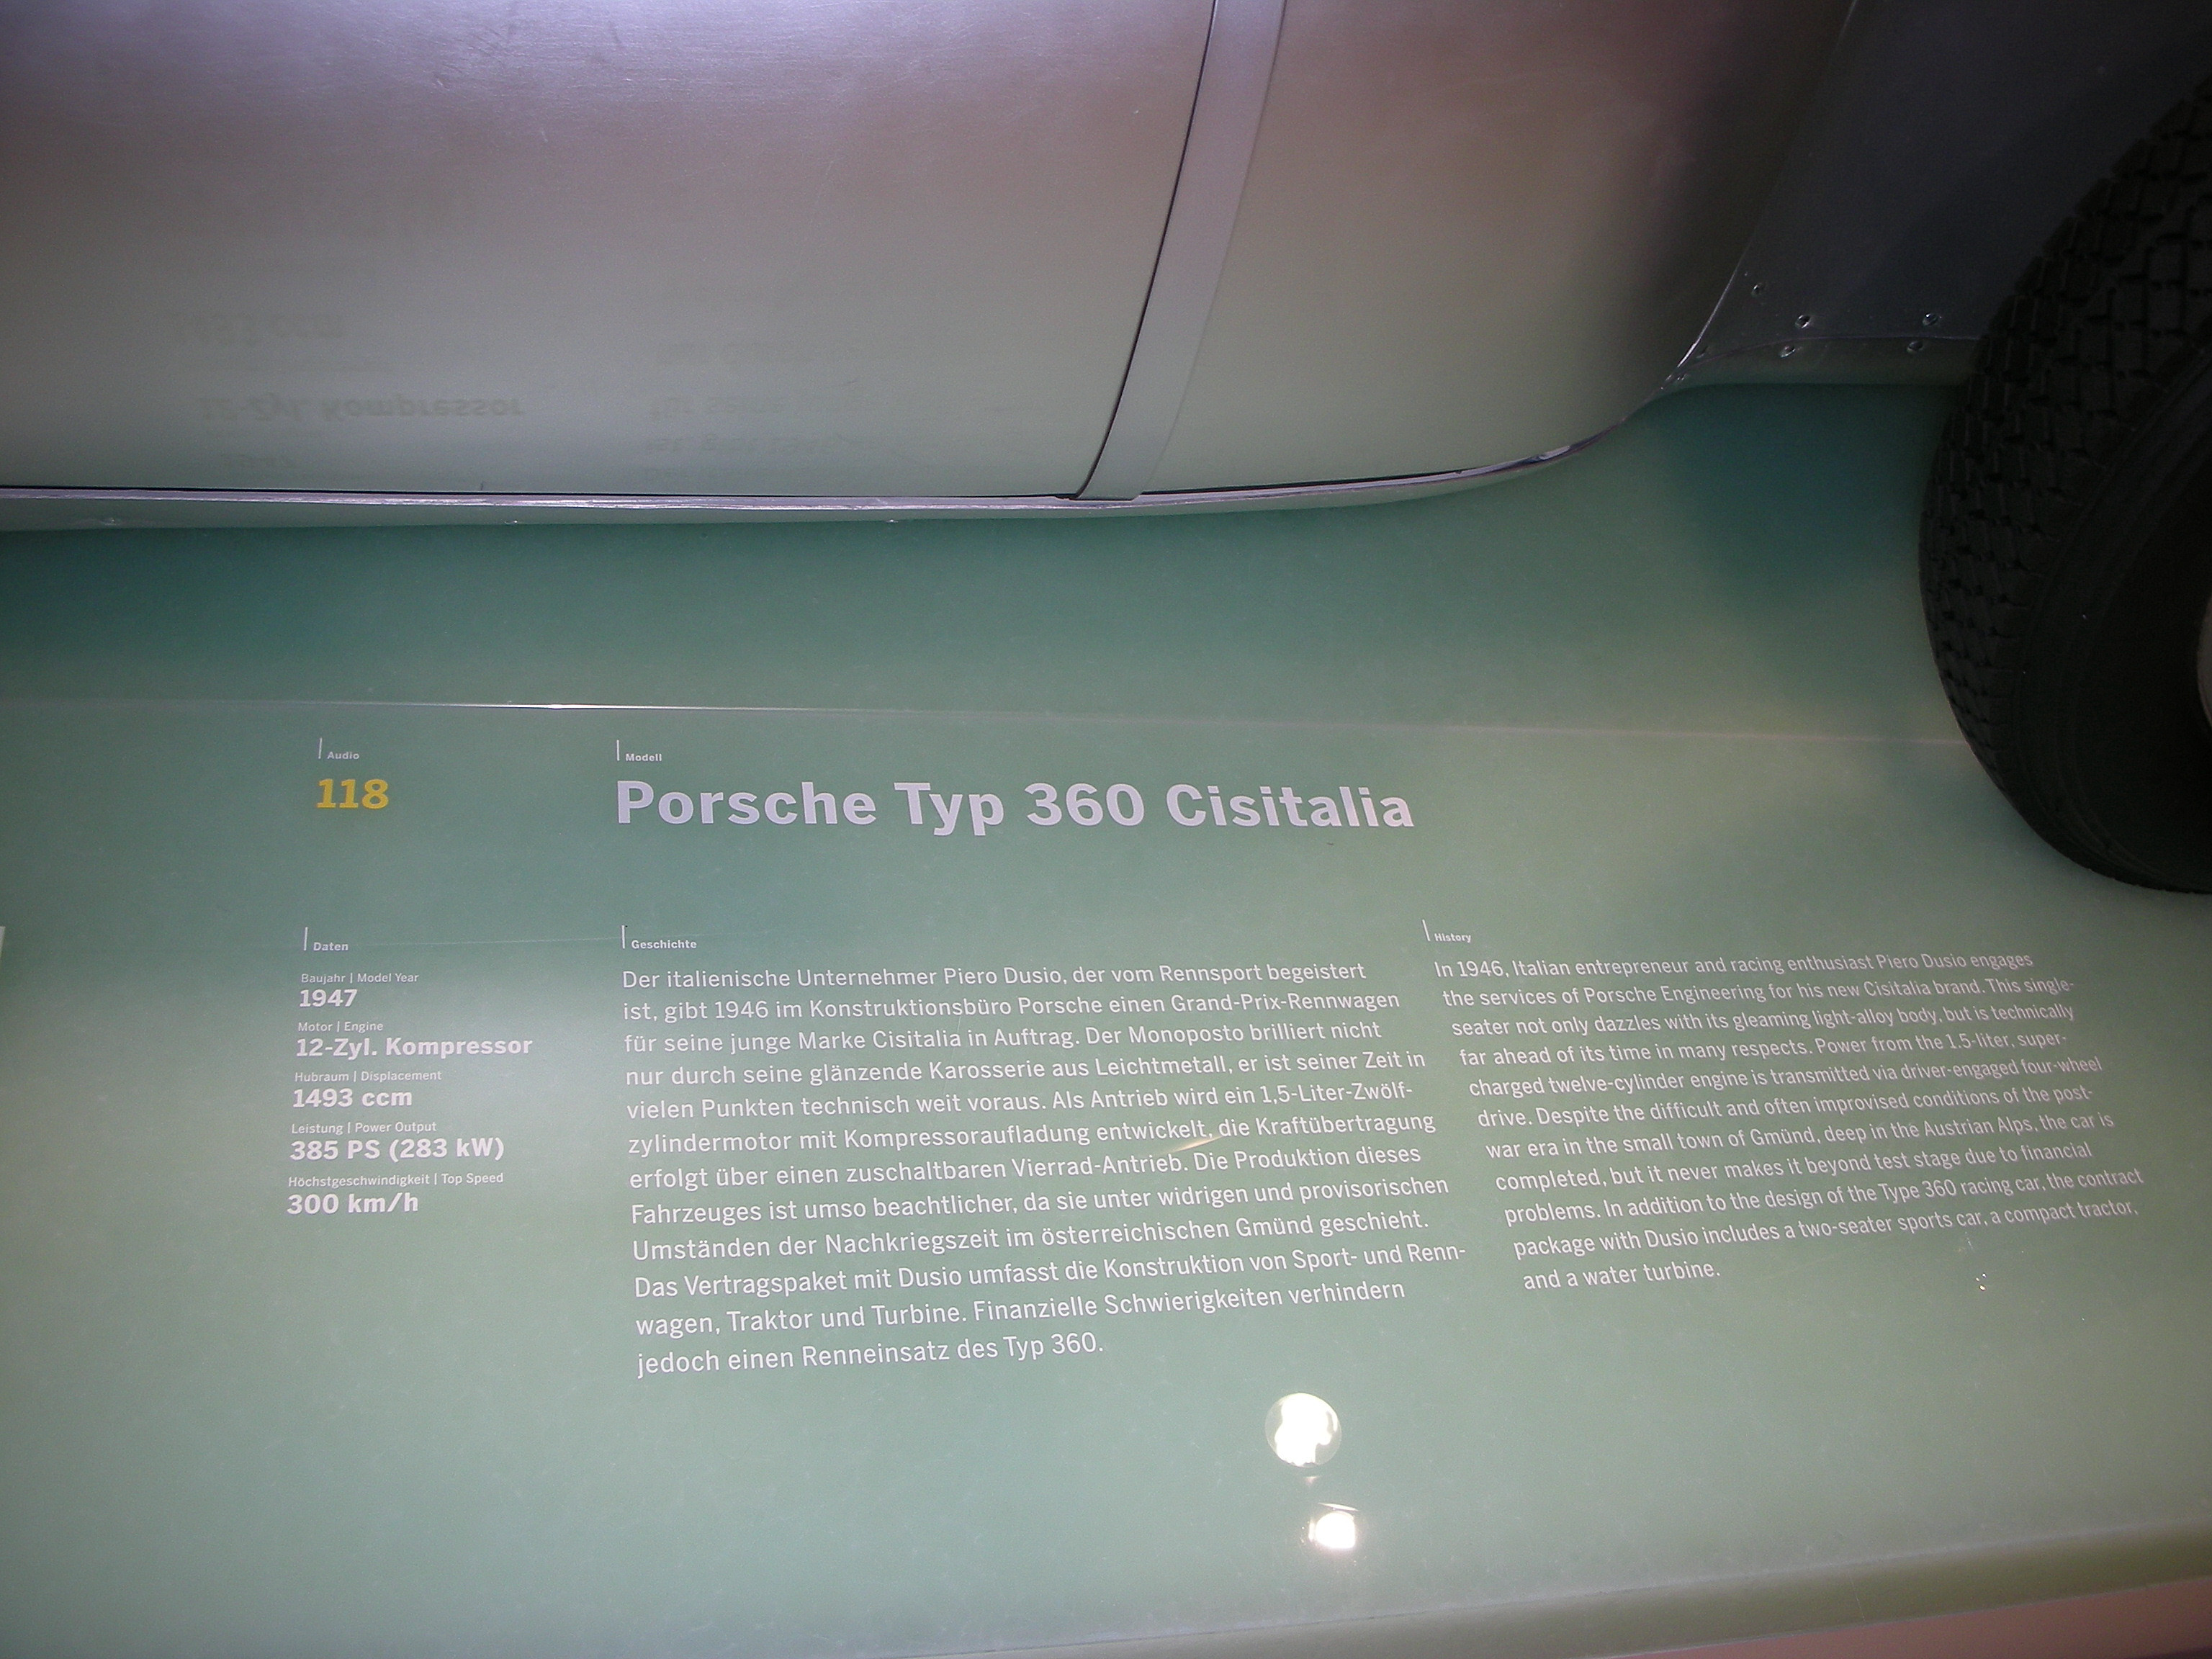 Audio
118
Modell
Porsche Typ 360 Cisitalia
Daten
Baujahr | Model Year
1947
Motor | Engine
12-Zyl. Kompressor
Hubraum | Displacement
1493 ccm
Leistung | Power Output
385 PS (283 kW)
Höchstgeschwindigkeit | Top Speed
300 km/h
Geschichte
Der italienische Unternehmer Piero Dusio, der vom Rennsport begeistert
ist, gibt 1946 im Konstruktionsbüro Porsche einen Grand-Prix-Rennwagen
für seine junge Marke Cisitalia in Auftrag. Der Monoposto brilliert nicht
nur durch seine glänzende Karosserie aus Leichtmetall, er ist seiner Zeit in
vielen Punkten technisch weit voraus. Als Antrieb wird ein 1,5-Liter-Zwölf-
zylindermotor mit Kompressoraufladung entwickelt, die Kraftübertragung
erfolgt über einen zuschaltbaren Vierrad-Antrieb. Die Produktion dieses
Fahrzeuges ist umso beachtlicher, da sie unter widrigen und provisorischen
Umständen der Nachkriegszeit im österreichischen Gmünd geschieht.
Das Vertragspaket mit Dusio umfasst die Konstruktion von Sport- und Renn-
wagen, Traktor und Turbine. Finanzielle Schwierigkeiten verhindern
jedoch einen Renneinsatz des Typ 360.
History
In 1946, Italian entrepreneur and racing enthusiast Piero Dusio engages
the services of Porsche Engineering for his new Cisitalia brand. This single-
seater not only dazzles with its gleaming light-alloy body, but is technically
far ahead of its time in many respects. Power from the 1.5-liter, super-
charged twelve-cylinder engine is transmitted via driver-engaged four-wheel
drive. Despite the difficult and often improvised conditions of the post-
war era in the small town of Gmünd, deep in the Austrian Alps, the car is
completed, but it never makes it beyond test stage due to financial
problems. In addition to the design of the Type 360 racing car, the contract
package with Dusio includes a two-seater sports car, a compact tractor,
and a water turbine.